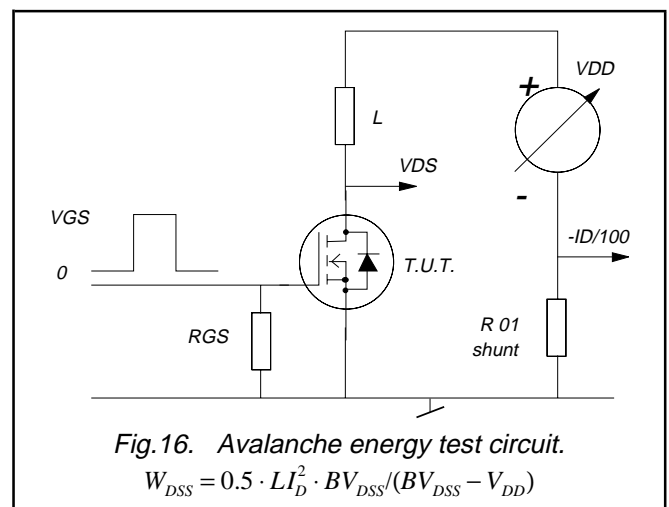 + VDD
L
VDS
-
VGS
-ID/100
0
T.U.T.
RGS
R 01
shunt
Fig.16. Avalanche energy test circuit.
W_DSS = 0.5 · LI_D^2 · BV_DSS/(BV_DSS − V_DD)